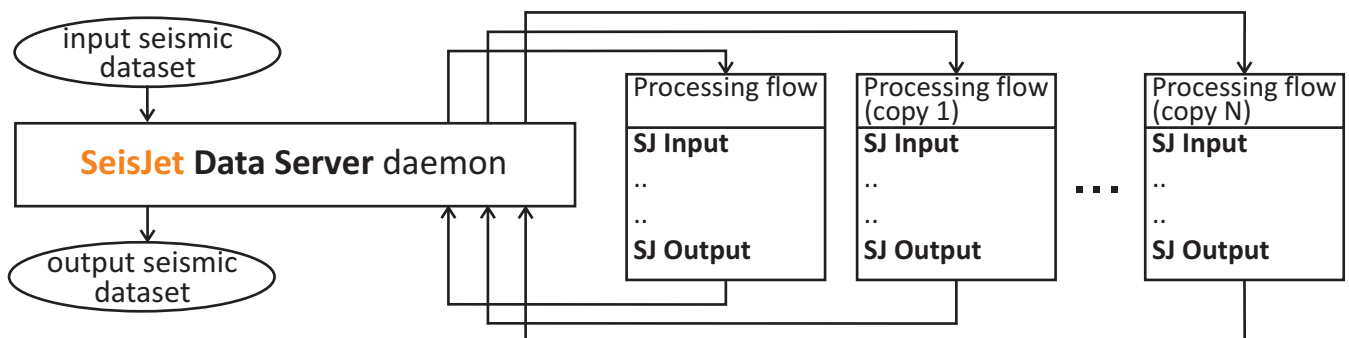 input seismic
dataset
SeisJet Data Server daemon
output seismic
dataset
Processing flow
SJ Input
..
..
SJ Output
Processing flow
(copy 1)
SJ Input
..
..
SJ Output
...
Processing flow
(copy N)
SJ Input
..
..
SJ Output